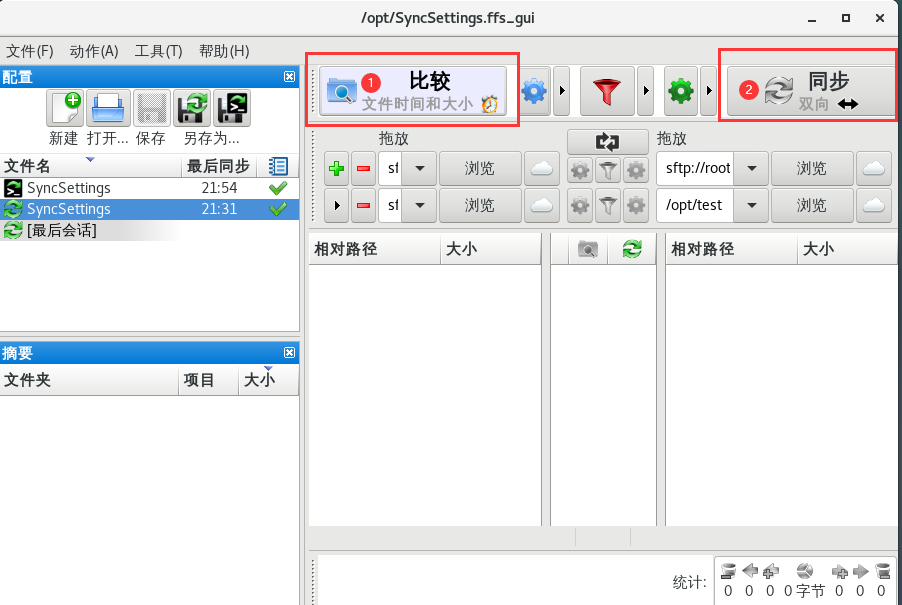 /opt/SyncSettings.ffs_gui
文件(F) 动作(A) 工具(T) 帮助(H)
配置
新建 打开... 保存 另存为...
文件名 最后同步
SyncSettings 21:54
SyncSettings 21:31
[最后会话]
摘要
文件夹 项目 大小
1 比较
文件时间和大小
2 同步
双向
拖放 拖放
sf 浏览 sftp://root 浏览
sf 浏览 /opt/test 浏览
相对路径 大小 相对路径 大小
统计: 0 0 0 0 字节 0 0 0